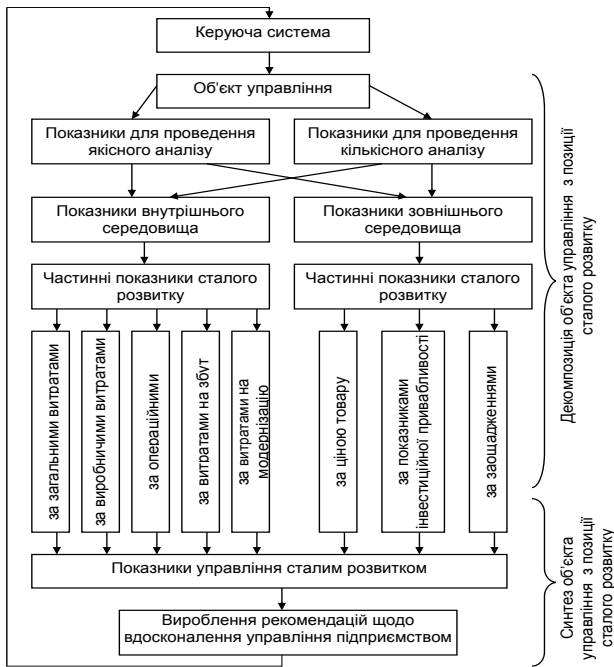 Керуюча система
Об'єкт управління
Показники для проведення
якісного аналізу
Показники для проведення
кількісного аналізу
Показники внутрішнього
середовища
Показники зовнішнього
середовища
Частинні показники сталого
розвитку
Частинні показники сталого
розвитку
за загальними витратами
за виробничими витратами
за операційними
за витратами на збут
за витратами на
модернізацію
за ціною товару
за показниками
інвестиційної привабливості
за заощадженнями
Показники управління сталим розвитком
Вироблення рекомендацій щодо
вдосконалення управління підприємством
Декомпозиція об'єкта управління з позиції
сталого розвитку
Синтез об'єкта
управління з позиції
сталого розвитку